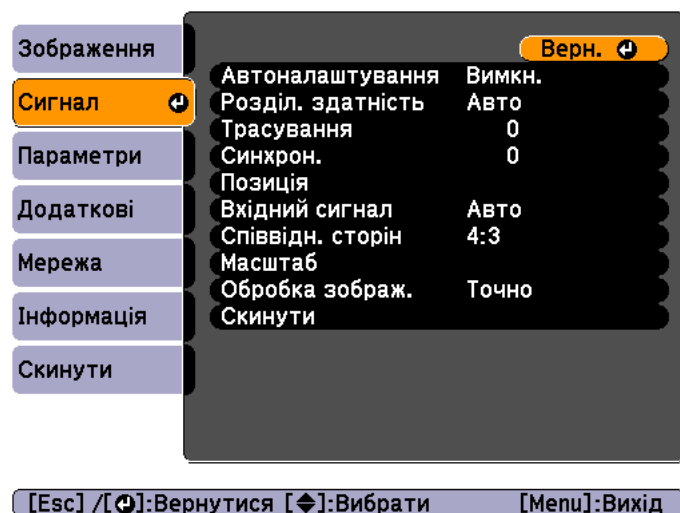 Зображення
Сигнал
Параметри
Додаткові
Мережа
Інформація
Скинути
Верн.
Автоналаштування Вимкн.
Розділ. здатність Авто
Трасування 0
Синхрон. 0
Позиція
Вхідний сигнал Авто
Співвідн. сторін 4:3
Масштаб
Обробка зображ. Точно
Скинути
[Esc] /[⏎]:Вернутися [◆]:Вибрати [Menu]:Вихід